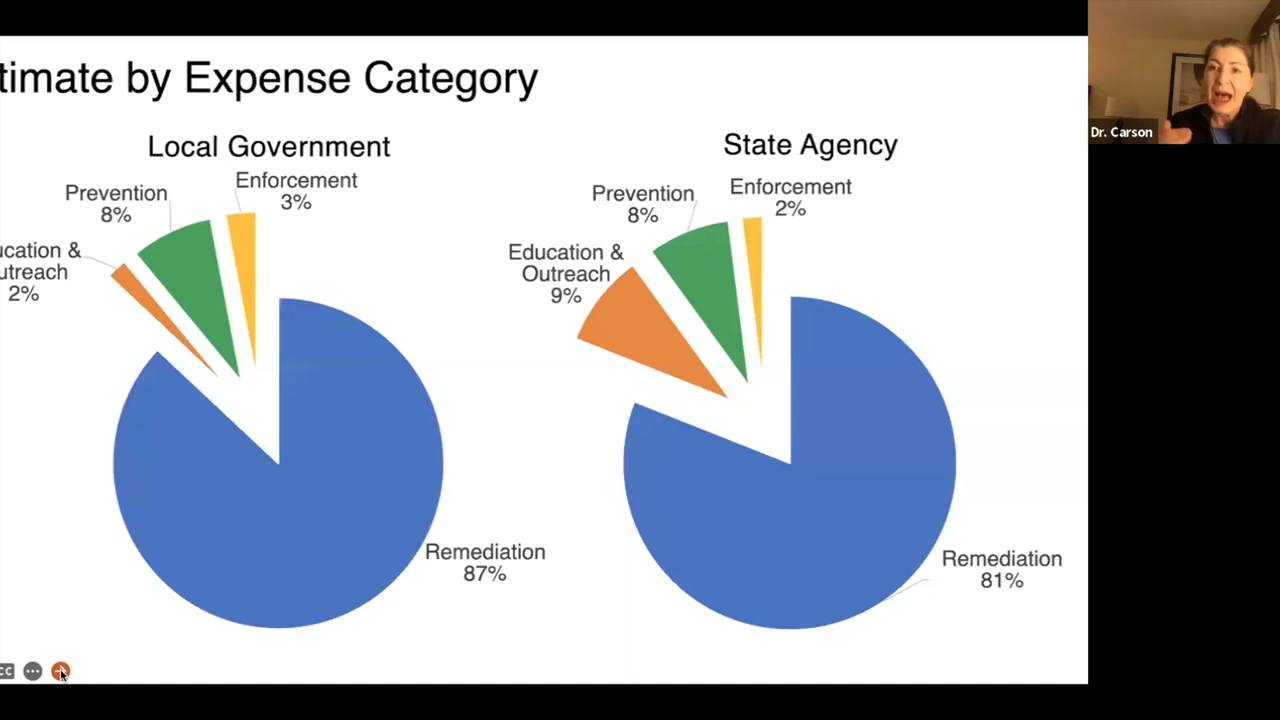 timate by Expense Category
Local Government
Enforcement
3%
Prevention
8%
ucation &
utreach
2%
Remediation
87%
State Agency
Enforcement
2%
Prevention
8%
Education &
Outreach
9%
Remediation
81%
Dr. Carson
CC